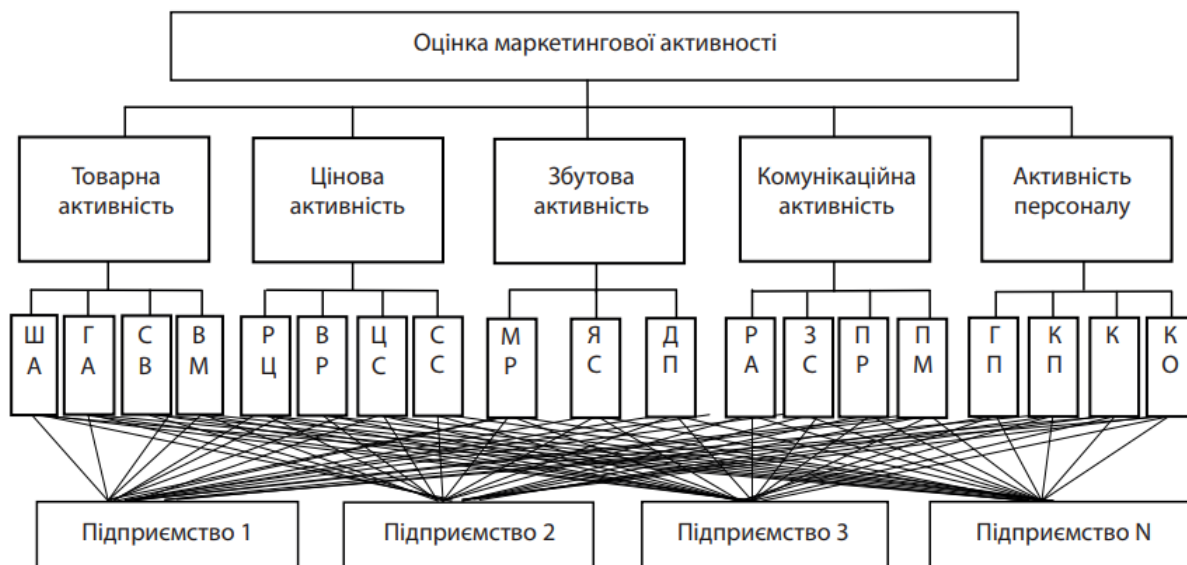 Оцінка маркетингової активності
Товарна
активність
Цінова
активність
Збутова
активність
Комунікаційна
активність
Активність
персоналу
Ш
А
Г
А
С
В
В
М
Р
Ц
В
Р
Ц
С
С
С
М
Р
Я
С
Д
П
Р
А
З
С
П
Р
П
М
Г
П
К
П
К
К
О
Підприємство 1
Підприємство 2
Підприємство 3
Підприємство N